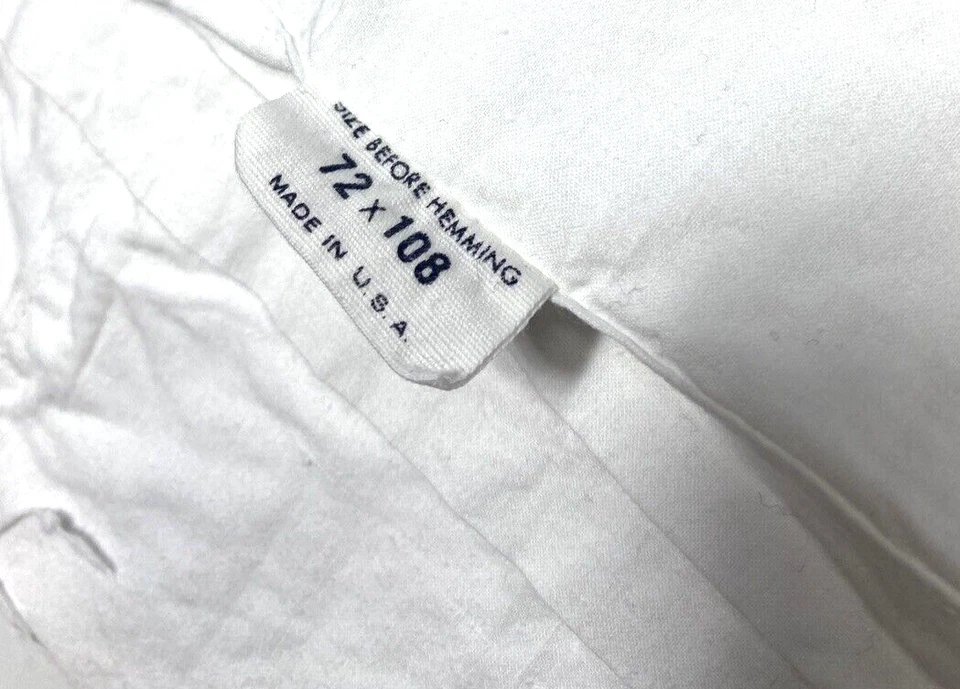 SIZE BEFORE HEMMING
72 x 108
MADE IN U.S.A.